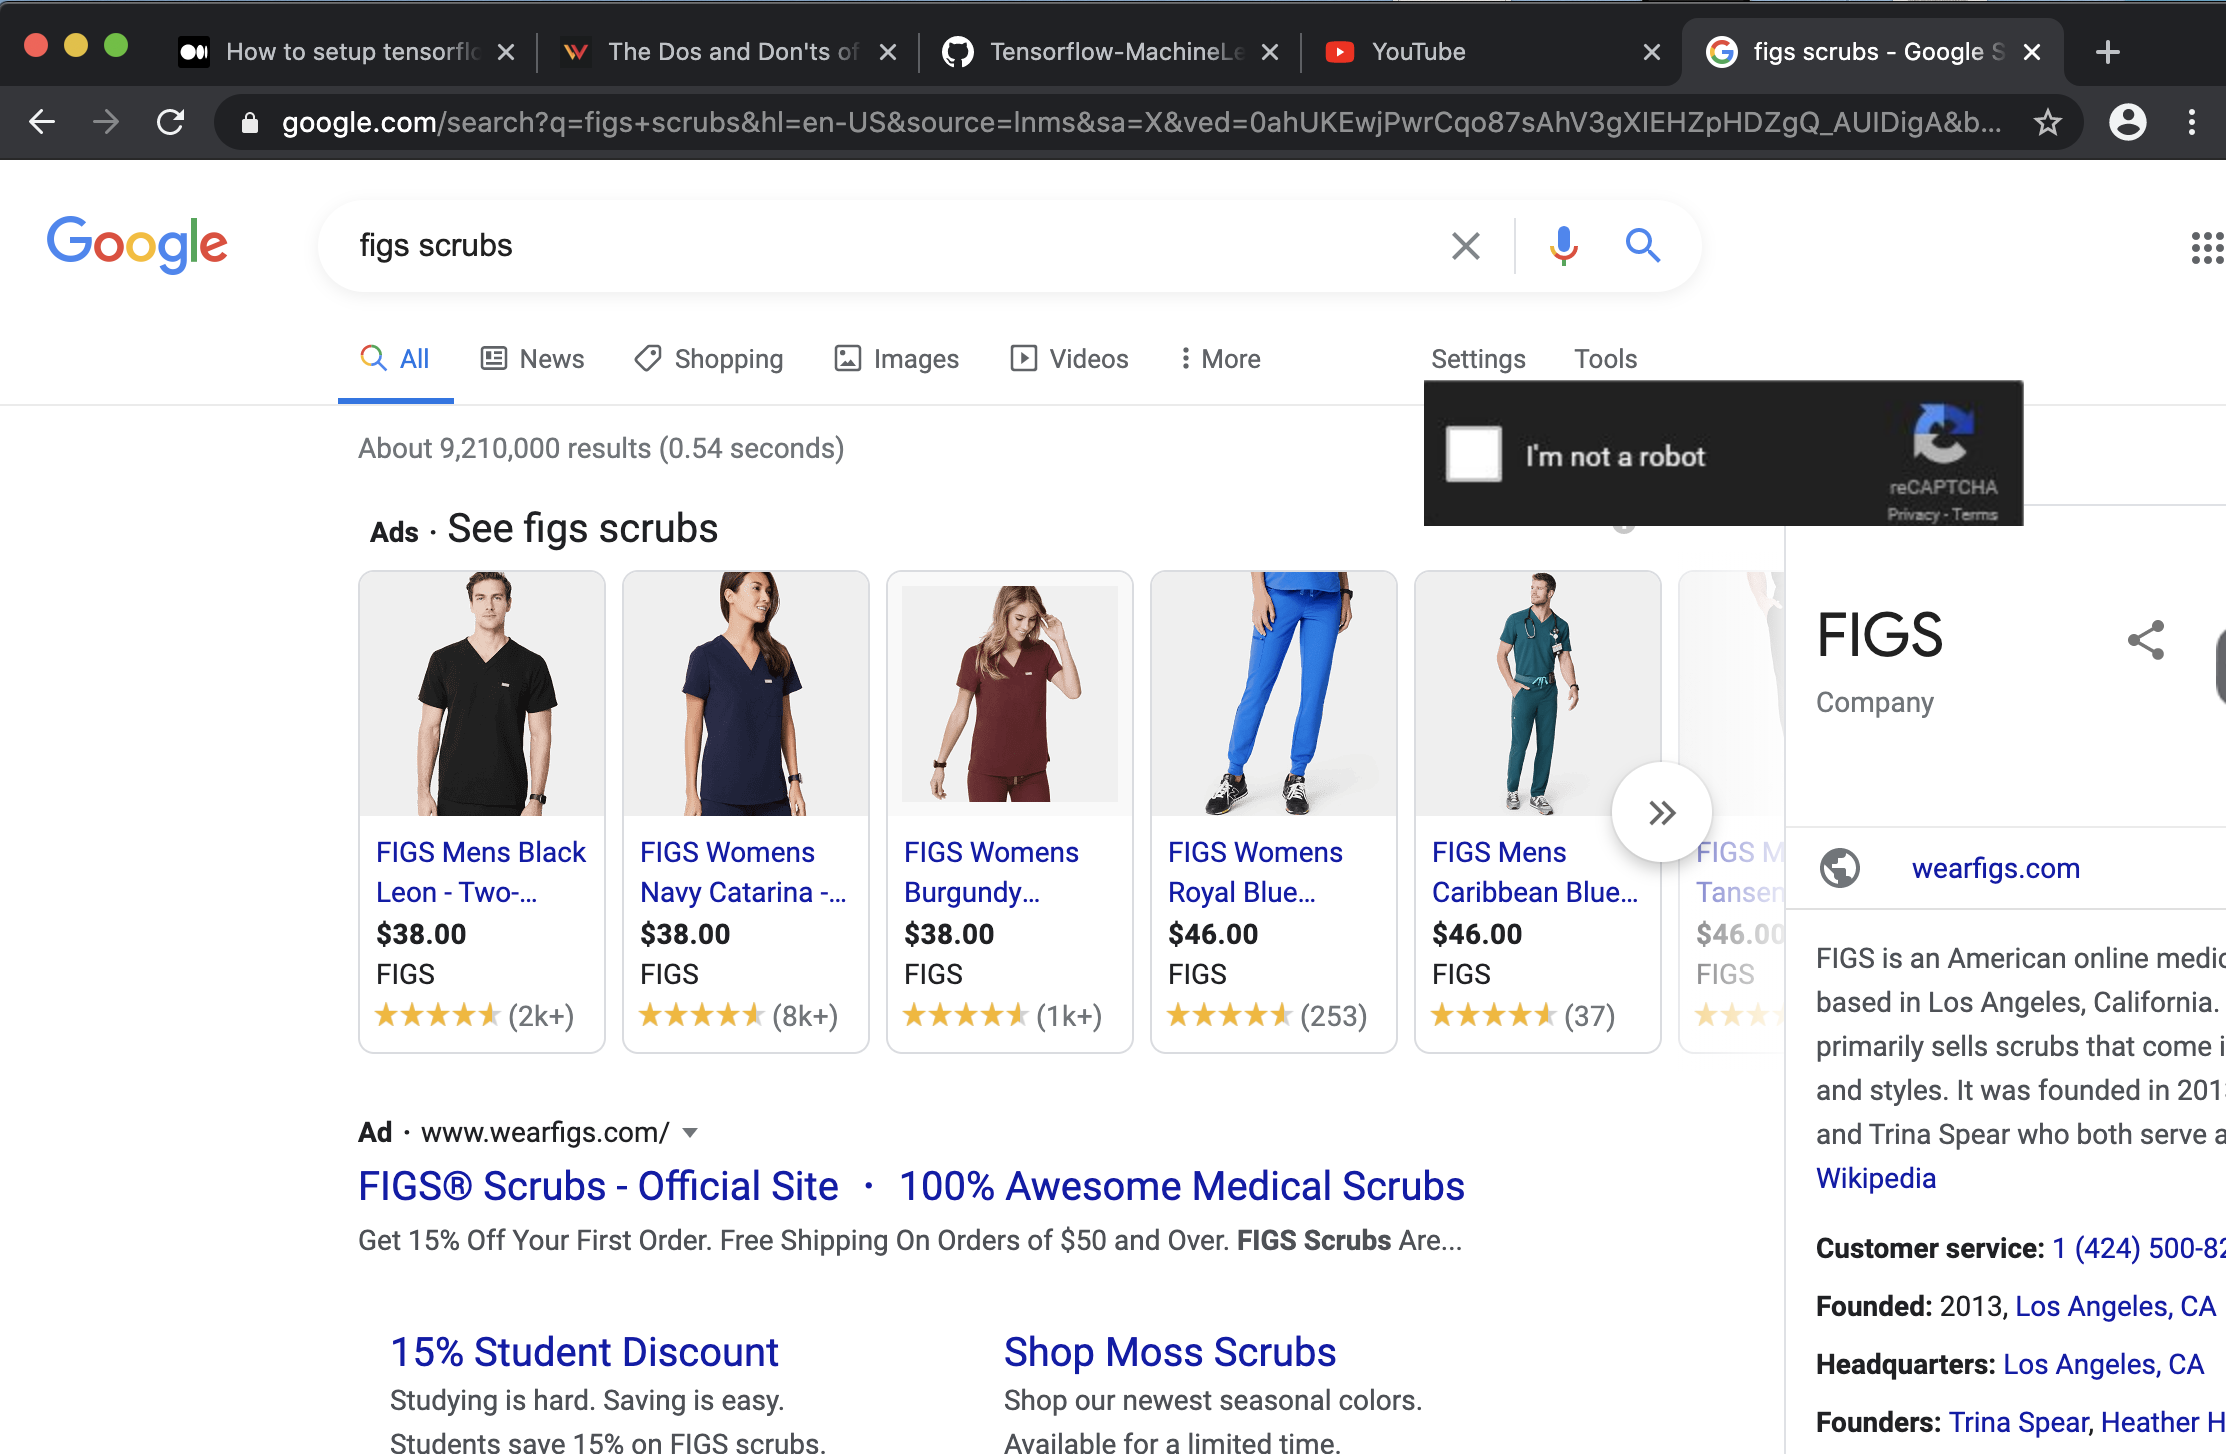 How to setup tensorflo
The Dos and Don'ts of
Tensorflow-MachineLe
YouTube
figs scrubs - Google S
google.com/search?q=figs+scrubs&hl=en-US&source=lnms&sa=X&ved=0ahUKEwjPwrCqo87sAhV3gXIEHZpHDZgQ_AUIDigA&b...
Google
figs scrubs
All
News
Shopping
Images
Videos
More
Settings
Tools
About 9,210,000 results (0.54 seconds)
I'm not a robot
reCAPTCHA
Privacy - Terms
Ads · See figs scrubs
FIGS Mens Black
Leon - Two-...
$38.00
FIGS
(2k+)
FIGS Womens
Navy Catarina -...
$38.00
FIGS
(8k+)
FIGS Womens
Burgundy...
$38.00
FIGS
(1k+)
FIGS Womens
Royal Blue...
$46.00
FIGS
(253)
FIGS Mens
Caribbean Blue...
$46.00
FIGS
(37)
FIGS M
Tansen
$46.00
FIGS
Ad · www.wearfigs.com/
FIGS® Scrubs - Official Site · 100% Awesome Medical Scrubs
Get 15% Off Your First Order. Free Shipping On Orders of $50 and Over. FIGS Scrubs Are...
15% Student Discount
Studying is hard. Saving is easy.
Students save 15% on FIGS scrubs.
Shop Moss Scrubs
Shop our newest seasonal colors.
Available for a limited time.
FIGS
Company
wearfigs.com
FIGS is an American online medic
based in Los Angeles, California.
primarily sells scrubs that come i
and styles. It was founded in 201
and Trina Spear who both serve a
Wikipedia
Customer service: 1 (424) 500-82
Founded: 2013, Los Angeles, CA
Headquarters: Los Angeles, CA
Founders: Trina Spear, Heather H